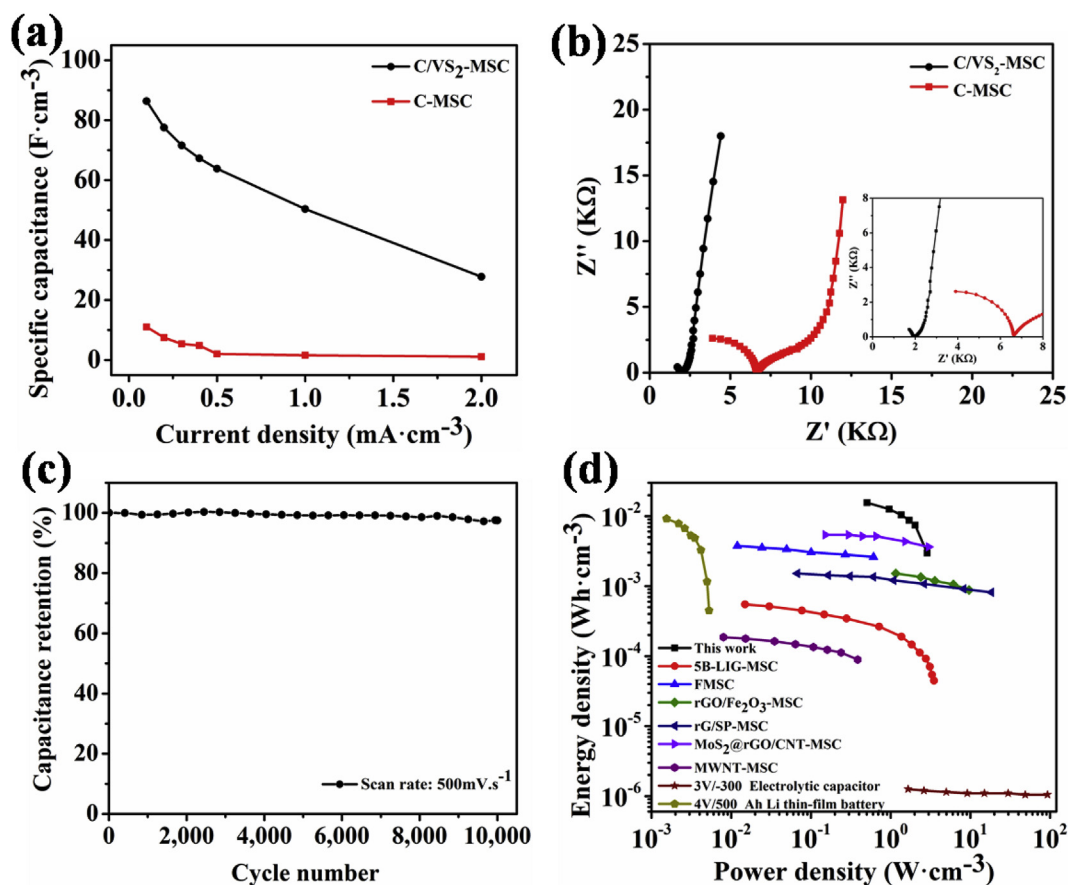 (a)
Specific capacitance (F·cm-3)
100
80
60
40
20
0
C/VS2-MSC
C-MSC
0.0 0.5 1.0 1.5 2.0
Current density (mA·cm-3)
(b)
Z'' (KΩ)
25
20
15
10
5
0
C/VS2-MSC
C-MSC
Z'' (KΩ)
8
6
4
2
0
0 2 4 6 8
Z' (KΩ)
0 5 10 15 20 25
Z' (KΩ)
(c)
Capacitance retention (%)
100
80
60
40
20
0
Scan rate: 500mV.s-1
0 2,000 4,000 6,000 8,000 10,000
Cycle number
(d)
Energy density (Wh·cm-3)
10-2
10-3
10-4
10-5
10-6
This work
5B-LIG-MSC
FMSC
rGO/Fe2O3-MSC
rG/SP-MSC
MoS2@rGO/CNT-MSC
MWNT-MSC
3V/-300 Electrolytic capacitor
4V/500 Ah Li thin-film battery
10-3 10-2 10-1 100 101 102
Power density (W·cm-3)